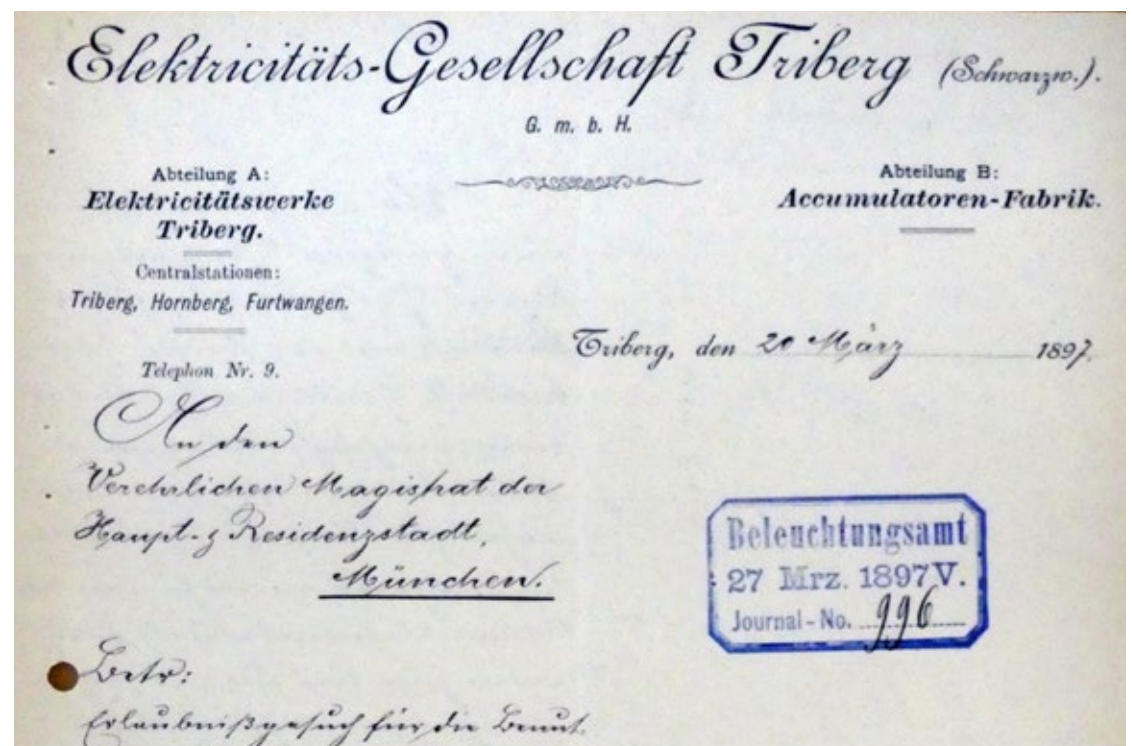 Elektricitäts-Gesellschaft Triberg (Schwarzw.).
G. m. b. H.
Abteilung A:
Elektricitätswerke
Triberg.
Centralstationen:
Triberg, Hornberg, Furtwangen.
Telephon Nr. 9.
Abteilung B:
Accumulatoren-Fabrik.
Triberg, den 20 März 1897.
An den
Verehrlichen Magistrat der
Haupt- & Residenzstadt,
München.
Beleuchtungsamt
27 Mrz. 1897 V.
Journal-No. 996
Betr:
Erlaubnißgesuch für die Benut